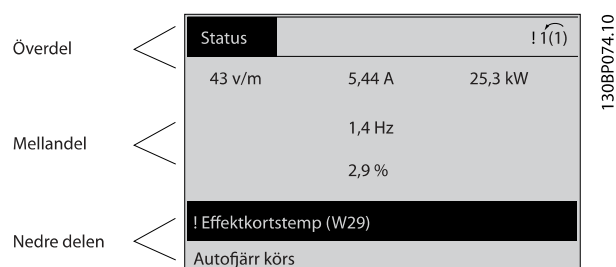 Överdel
Status
! 1(1)
43 v/m 5,44 A 25,3 kW
1,4 Hz
Mellandel
2,9 %
! Effektkortstemp (W29)
Nedre delen
Autofjärr körs
130BP074.10